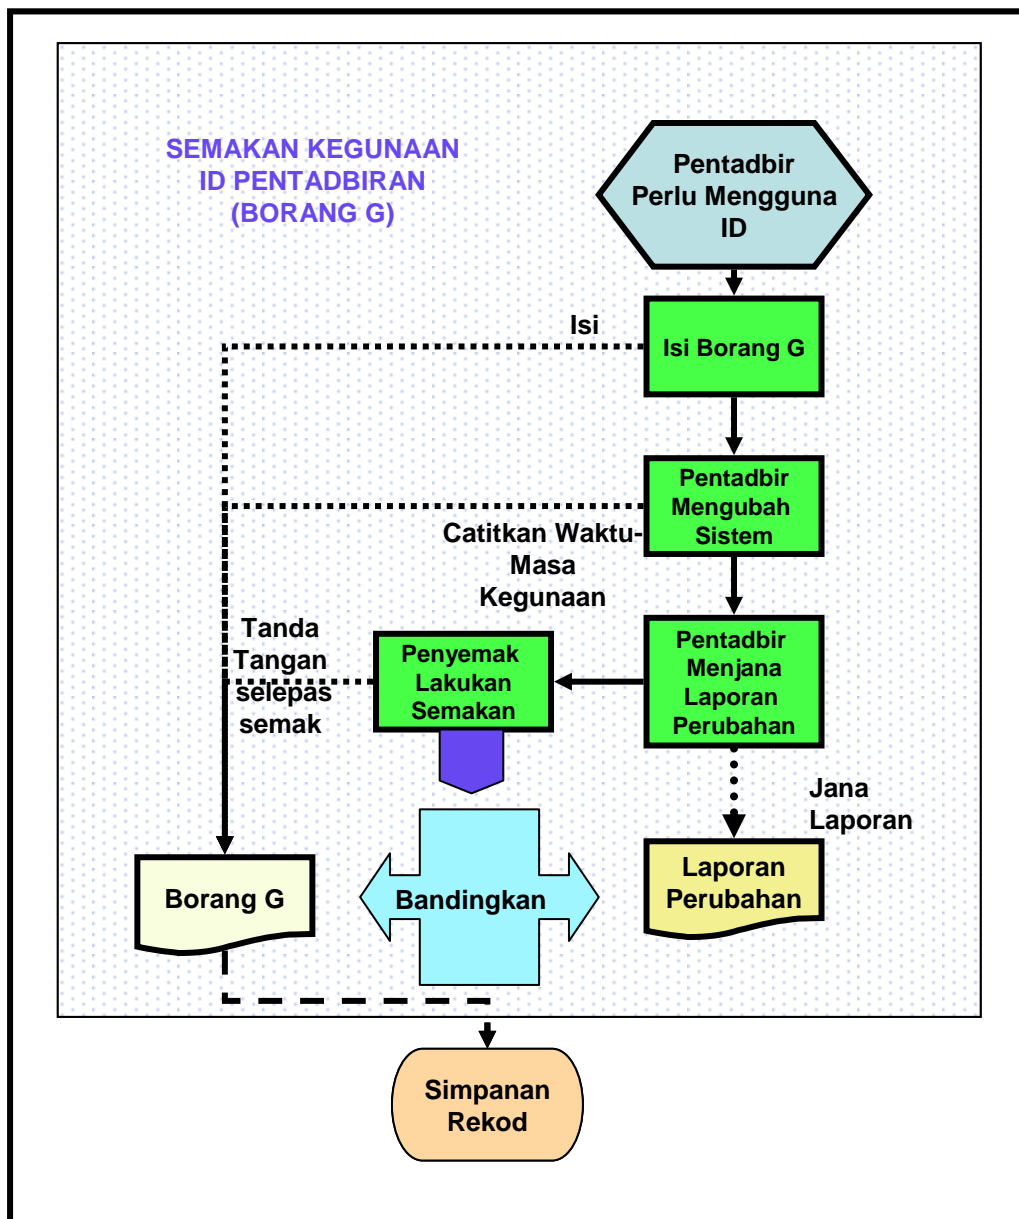 SEMAKAN KEGUNAAN
ID PENTADBIRAN
(BORANG G)
Pentadbir
Perlu Mengguna
ID
Isi
Isi Borang G
Pentadbir
Mengubah
Sistem
Catitkan Waktu-
Masa
Kegunaan
Tanda
Tangan
selepas
semak
Penyemak
Lakukan
Semakan
Pentadbir
Menjana
Laporan
Perubahan
Jana
Laporan
Borang G
Bandingkan
Laporan
Perubahan
Simpanan
Rekod